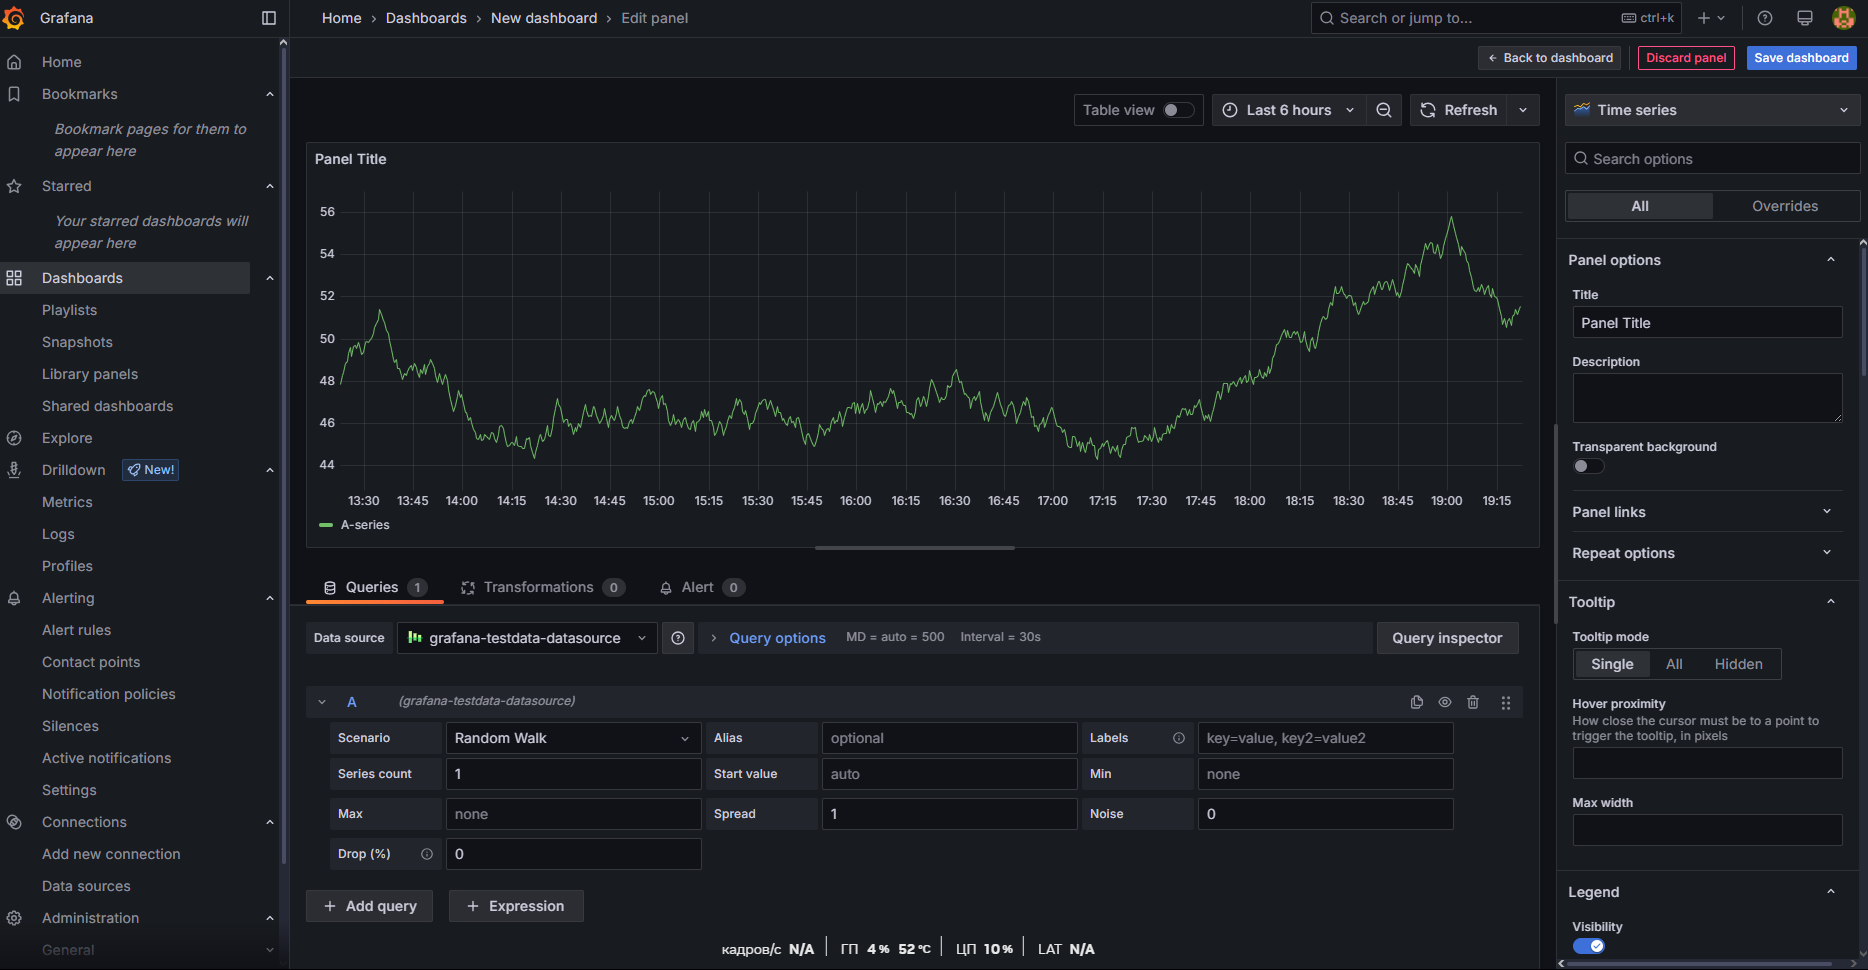 Grafana
Home › Dashboards › New dashboard › Edit panel
Search or jump to...
ctrl+k
Back to dashboard
Discard panel
Save dashboard
Home
Bookmarks
Bookmark pages for them to
appear here
Starred
Your starred dashboards will
appear here
Dashboards
Playlists
Snapshots
Library panels
Shared dashboards
Explore
Drilldown
New!
Metrics
Logs
Profiles
Alerting
Alert rules
Contact points
Notification policies
Silences
Active notifications
Settings
Connections
Add new connection
Data sources
Administration
General
Table view
Last 6 hours
Refresh
Panel Title
56
54
52
50
48
46
44
13:30 13:45 14:00 14:15 14:30 14:45 15:00 15:15 15:30 15:45 16:00 16:15 16:30 16:45 17:00 17:15 17:30 17:45 18:00 18:15 18:30 18:45 19:00 19:15
A-series
Queries 1
Transformations 0
Alert 0
Data source
grafana-testdata-datasource
Query options
MD = auto = 500
Interval = 30s
Query inspector
A
(grafana-testdata-datasource)
Scenario
Random Walk
Alias
optional
Labels
key=value, key2=value2
Series count
1
Start value
auto
Min
none
Max
none
Spread
1
Noise
0
Drop (%)
0
+ Add query
+ Expression
кадров/с N/A
ГП 4 % 52 °C
ЦП 10 %
LAT N/A
Time series
Search options
All
Overrides
Panel options
Title
Panel Title
Description
Transparent background
Panel links
Repeat options
Tooltip
Tooltip mode
Single
All
Hidden
Hover proximity
How close the cursor must be to a point to
trigger the tooltip, in pixels
Max width
Legend
Visibility